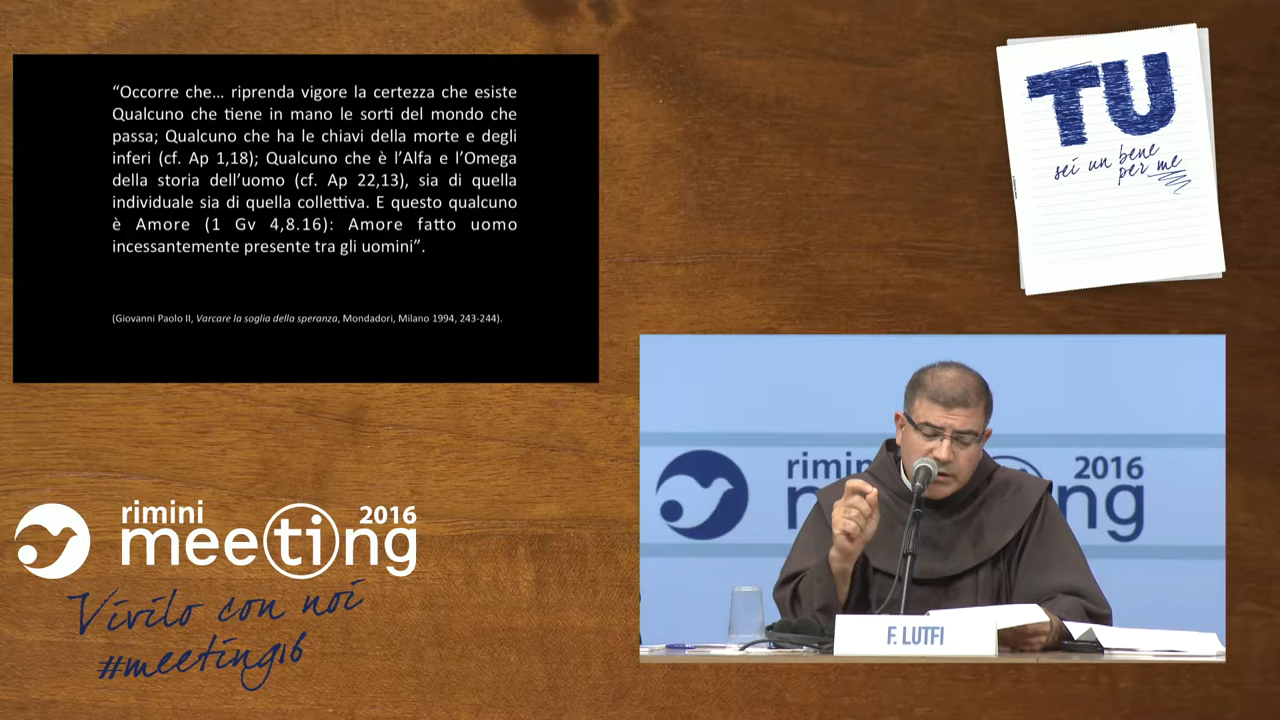 “Occorre che... riprenda vigore la certezza che esiste
Qualcuno che tiene in mano le sorti del mondo che
passa; Qualcuno che ha le chiavi della morte e degli
inferi (cf. Ap 1,18); Qualcuno che è l’Alfa e l’Omega
della storia dell’uomo (cf. Ap 22,13), sia di quella
individuale sia di quella collettiva. E questo qualcuno
è Amore (1 Gv 4,8.16): Amore fatto uomo
incessantemente presente tra gli uomini”.
(Giovanni Paolo II, Varcare la soglia della speranza, Mondadori, Milano 1994, 243-244).
TU
sei un bene
per me
rimini
2016
meeting
Vivilo con noi
#meeting16
2016
F. LUTFI